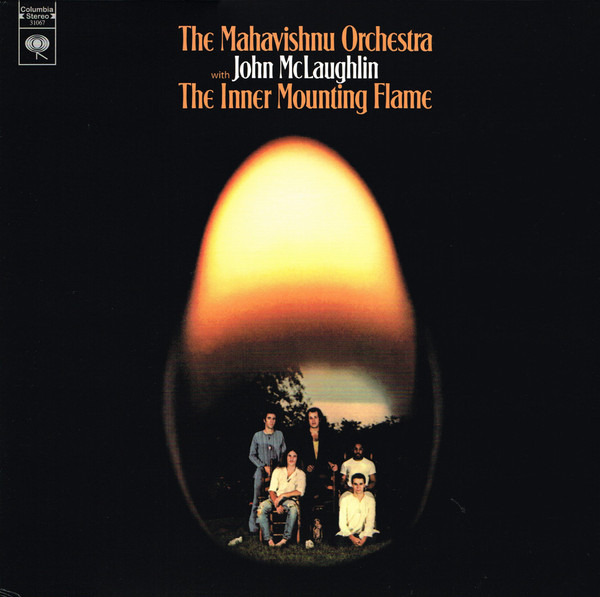 Columbia
Stereo
31067
The Mahavishnu Orchestra
with John McLaughlin
The Inner Mounting Flame